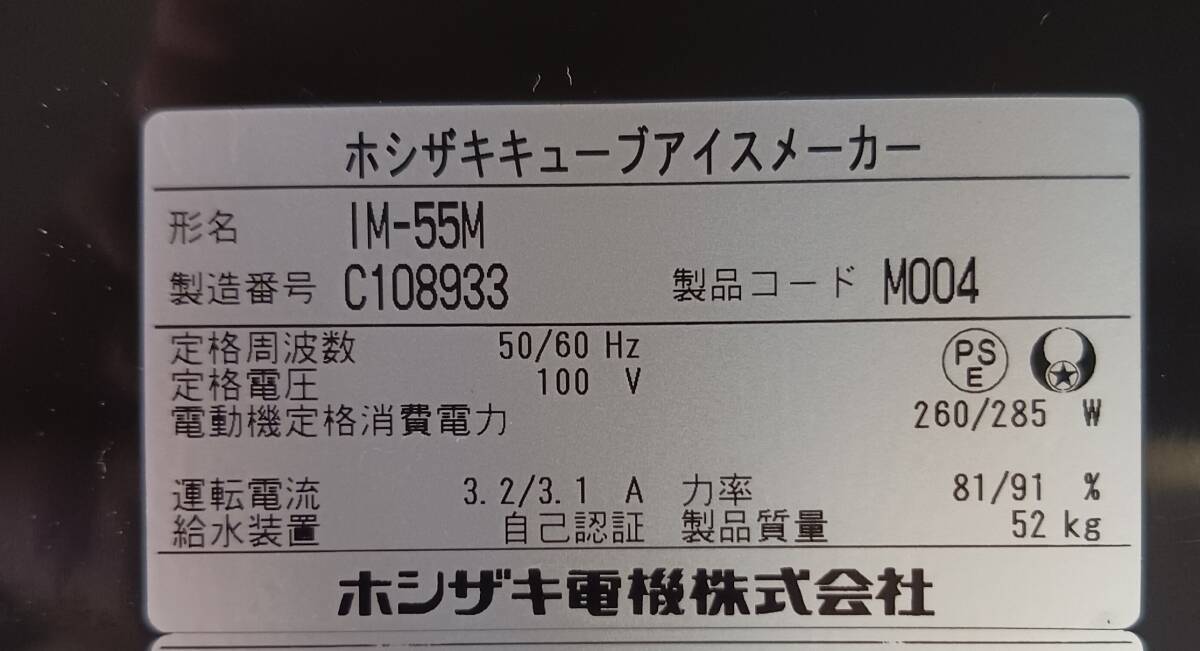 ホシザキキューブアイスメーカー
形名 IM-55M
製造番号 C108933 製品コード M004
定格周波数 50/60 Hz PSE
定格電圧 100 V
電動機定格消費電力 260/285 W
運転電流 3.2/3.1 A 力率 81/91 %
給水装置 自己認証 製品質量 52 kg
ホシザキ電機株式会社